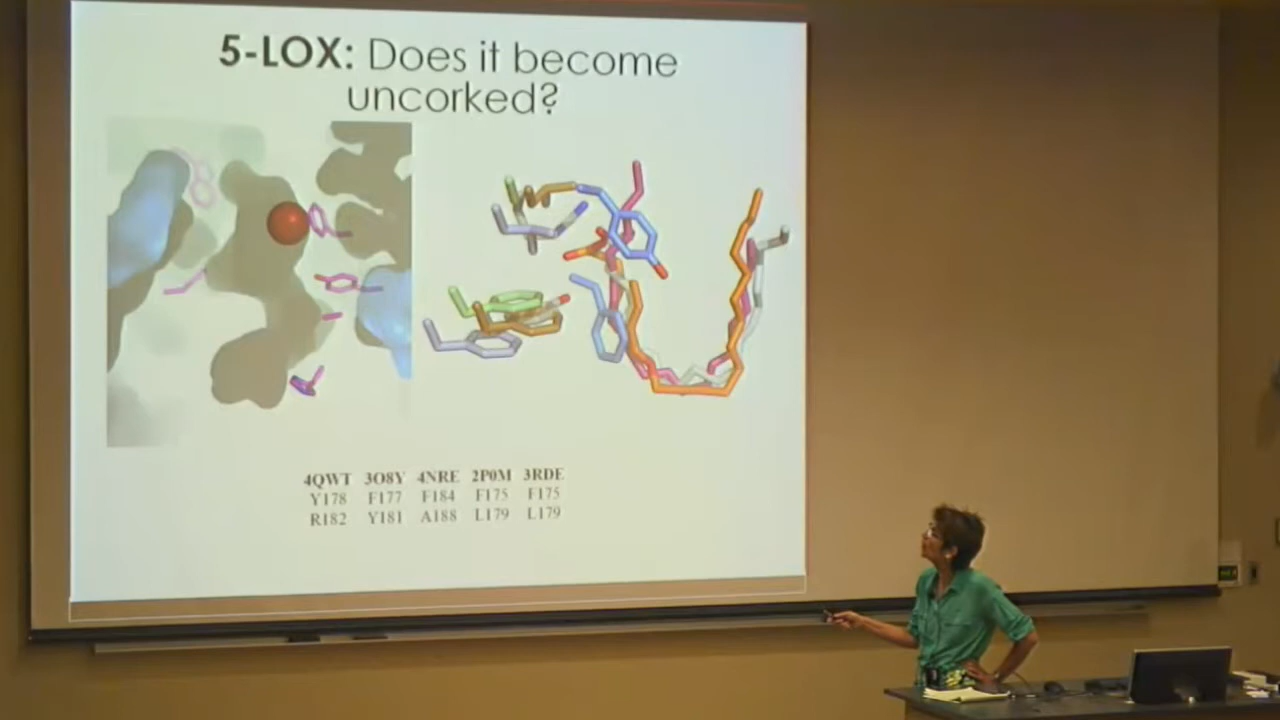 5-LOX: Does it become
uncorked?
4QWT 3O8Y 4NRE 2P0M 3RDE
Y178 F177 F184 F175 F175
R182 Y181 A188 L179 L179